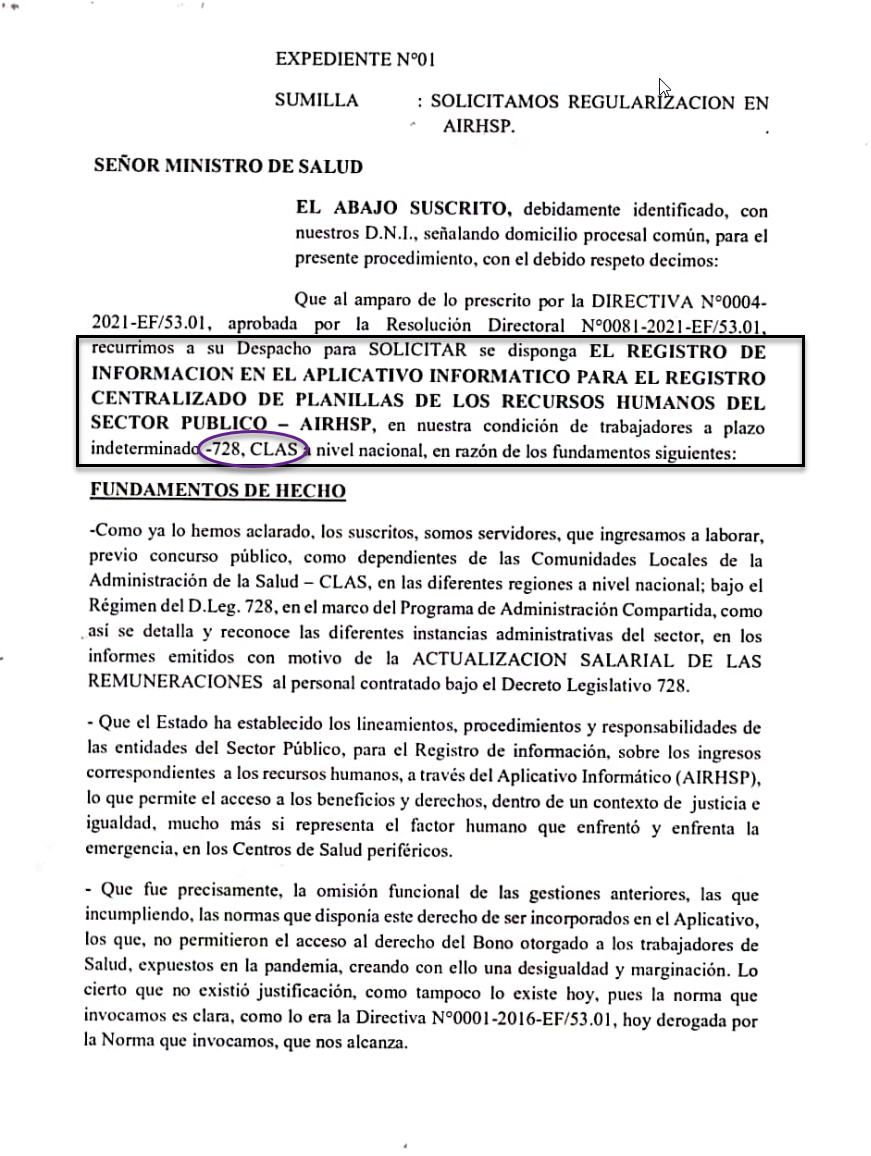 EXPEDIENTE N°01
SUMILLA : SOLICITAMOS REGULARIZACION EN
AIRHSP.
SEÑOR MINISTRO DE SALUD
EL ABAJO SUSCRITO, debidamente identificado, con
nuestros D.N.I., señalando domicilio procesal común, para el
presente procedimiento, con el debido respeto decimos:
Que al amparo de lo prescrito por la DIRECTIVA N°0004-
2021-EF/53.01, aprobada por la Resolución Directoral N°0081-2021-EF/53.01,
recurrimos a su Despacho para SOLICITAR se disponga EL REGISTRO DE
INFORMACION EN EL APLICATIVO INFORMATICO PARA EL REGISTRO
CENTRALIZADO DE PLANILLAS DE LOS RECURSOS HUMANOS DEL
SECTOR PUBLICO – AIRHSP, en nuestra condición de trabajadores a plazo
indeterminado -728, CLAS a nivel nacional, en razón de los fundamentos siguientes:
FUNDAMENTOS DE HECHO
-Como ya lo hemos aclarado, los suscritos, somos servidores, que ingresamos a laborar,
previo concurso público, como dependientes de las Comunidades Locales de la
Administración de la Salud – CLAS, en las diferentes regiones a nivel nacional; bajo el
Régimen del D.Leg. 728, en el marco del Programa de Administración Compartida, como
así se detalla y reconoce las diferentes instancias administrativas del sector, en los
informes emitidos con motivo de la ACTUALIZACION SALARIAL DE LAS
REMUNERACIONES al personal contratado bajo el Decreto Legislativo 728.
- Que el Estado ha establecido los lineamientos, procedimientos y responsabilidades de
las entidades del Sector Público, para el Registro de información, sobre los ingresos
correspondientes a los recursos humanos, a través del Aplicativo Informático (AIRHSP),
lo que permite el acceso a los beneficios y derechos, dentro de un contexto de justicia e
igualdad, mucho más si representa el factor humano que enfrentó y enfrenta la
emergencia, en los Centros de Salud periféricos.
- Que fue precisamente, la omisión funcional de las gestiones anteriores, las que
incumpliendo, las normas que disponía este derecho de ser incorporados en el Aplicativo,
los que, no permitieron el acceso al derecho del Bono otorgado a los trabajadores de
Salud, expuestos en la pandemia, creando con ello una desigualdad y marginación. Lo
cierto que no existió justificación, como tampoco lo existe hoy, pues la norma que
invocamos es clara, como lo era la Directiva N°0001-2016-EF/53.01, hoy derogada por
la Norma que invocamos, que nos alcanza.